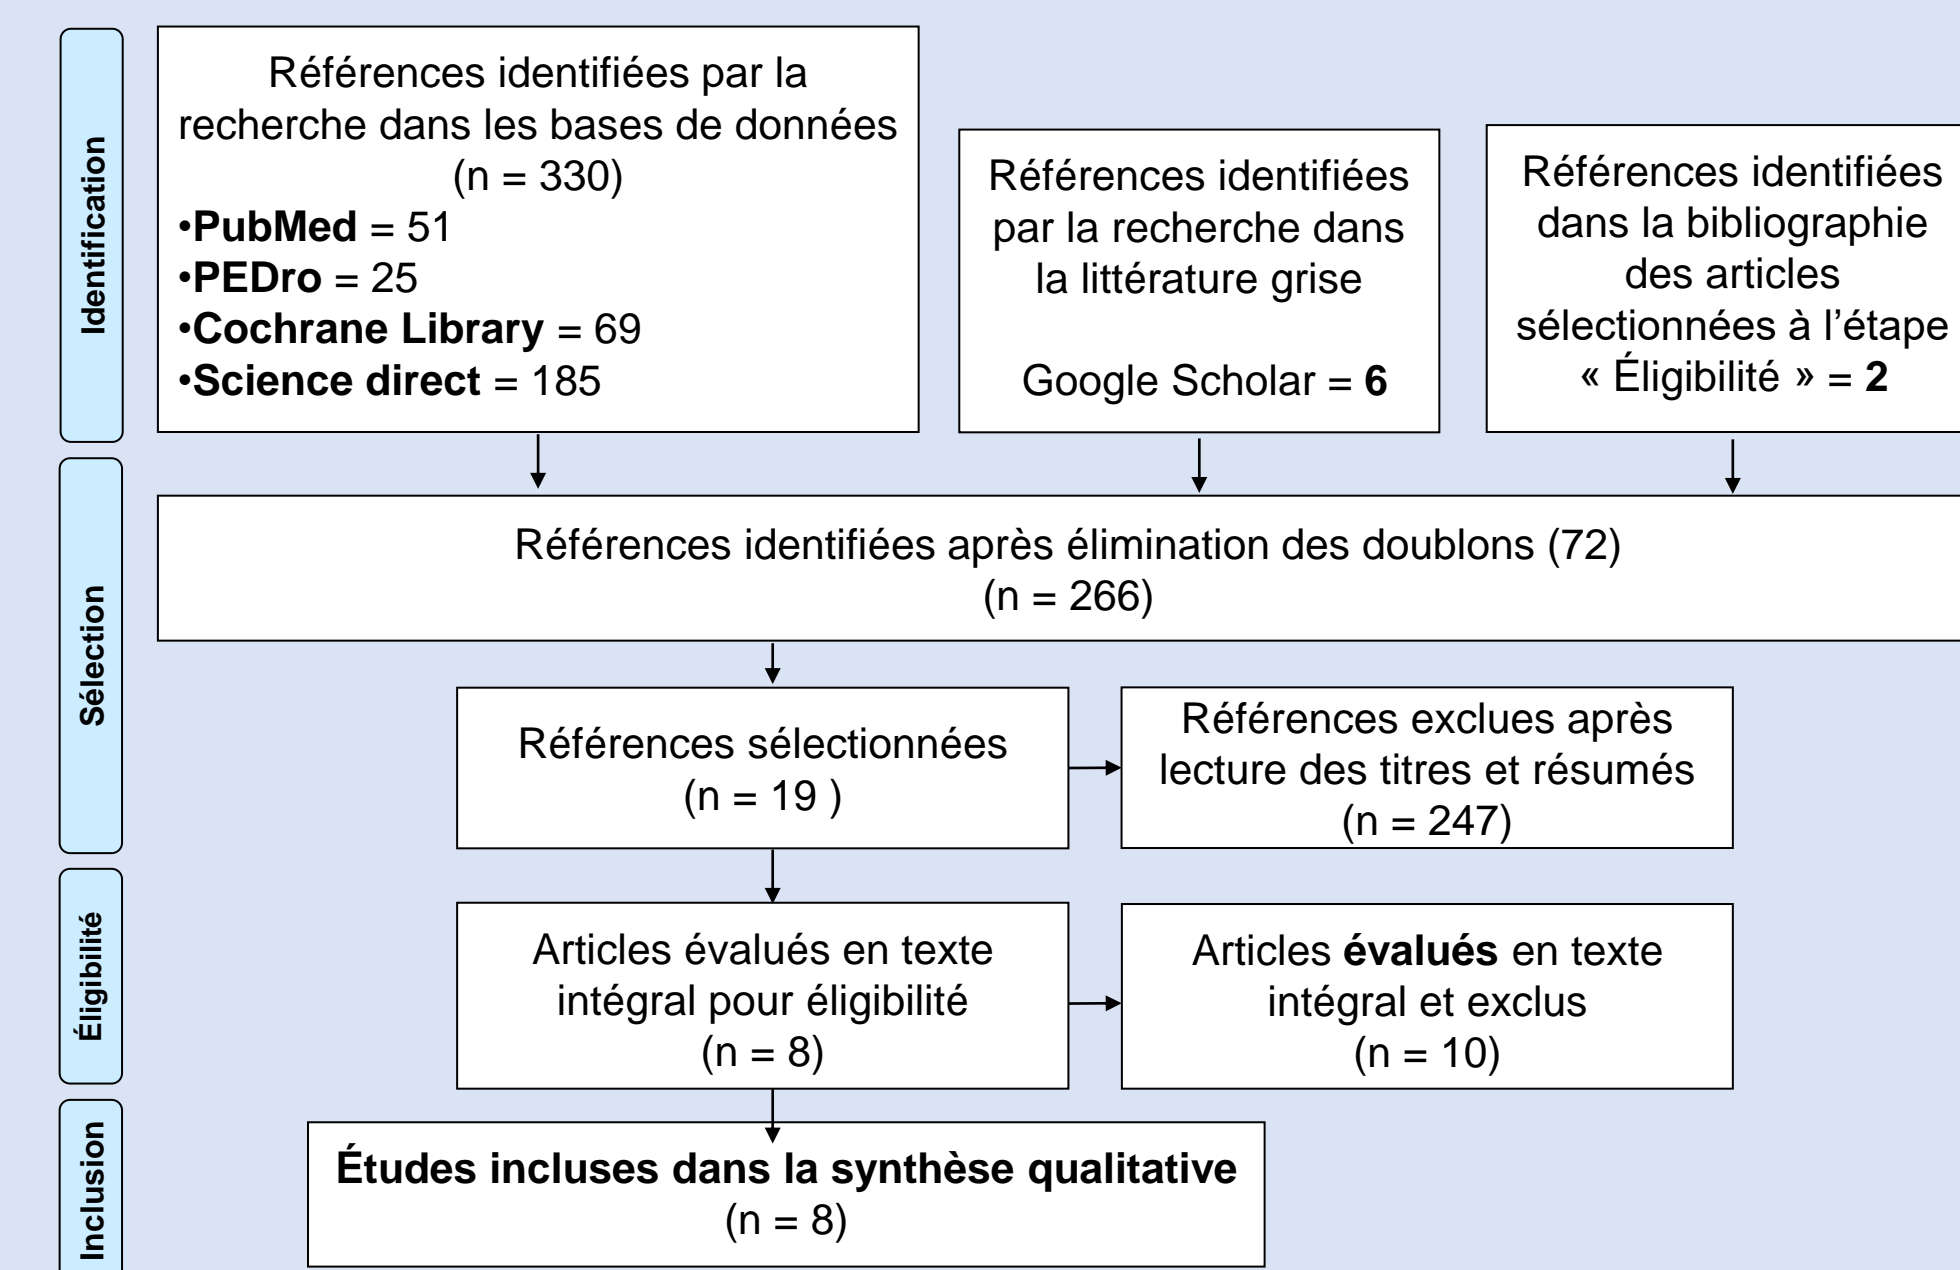 Identification
Références identifiées par la
recherche dans les bases de données
(n = 330)
•PubMed = 51
•PEDro = 25
•Cochrane Library = 69
•Science direct = 185
Références identifiées
par la recherche dans
la littérature grise
Google Scholar = 6
Références identifiées
dans la bibliographie
des articles
sélectionnées à l’étape
« Éligibilité » = 2
Sélection
Références identifiées après élimination des doublons (72)
(n = 266)
Références sélectionnées
(n = 19 )
Références exclues après
lecture des titres et résumés
(n = 247)
Éligibilité
Articles évalués en texte
intégral pour éligibilité
(n = 8)
Articles évalués en texte
intégral et exclus
(n = 10)
Inclusion
Études incluses dans la synthèse qualitative
(n = 8)